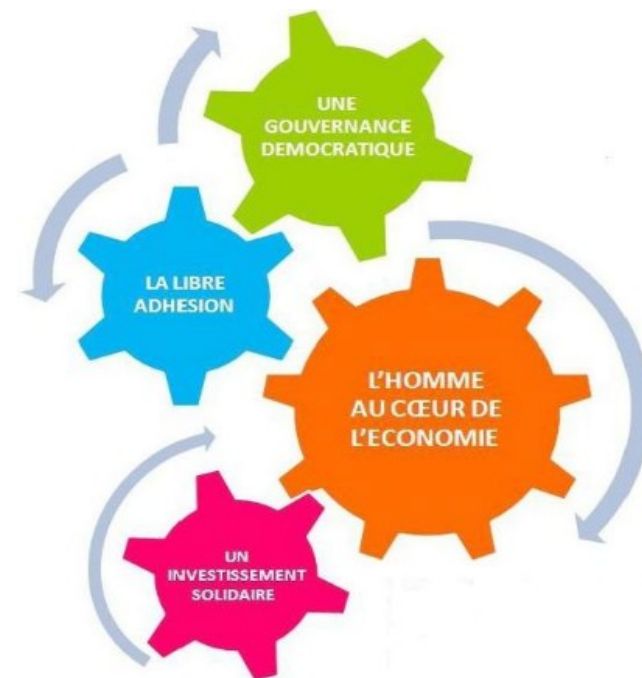 UNE
GOUVERNANCE
DEMOCRATIQUE
LA LIBRE
ADHESION
L'HOMME
AU CŒUR DE
L'ECONOMIE
UN
INVESTISSEMENT
SOLIDAIRE